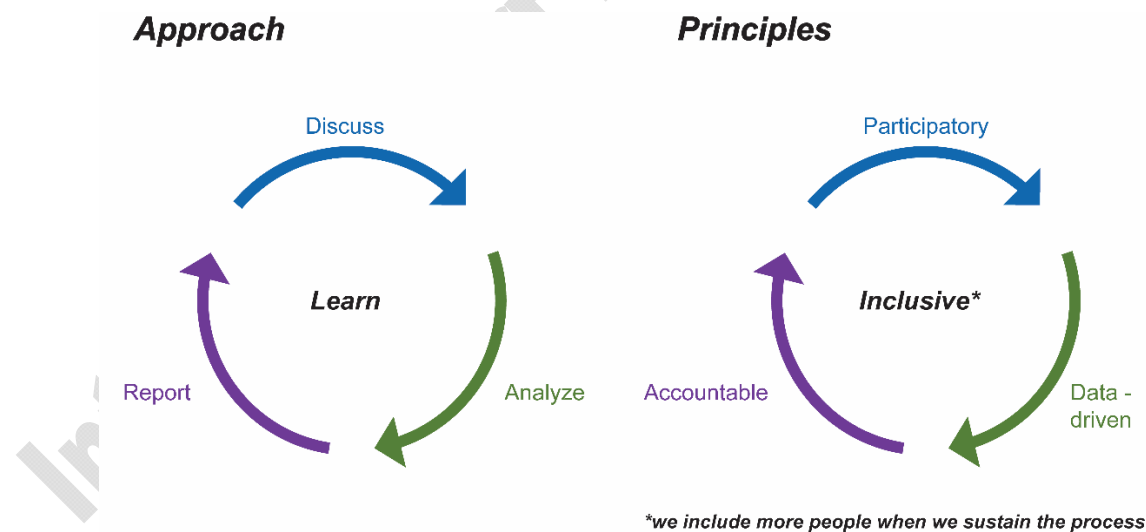 Approach
Principles
Discuss
Participatory
Learn
Inclusive*
Report
Analyze
Accountable
Data -
driven
*we include more people when we sustain the process